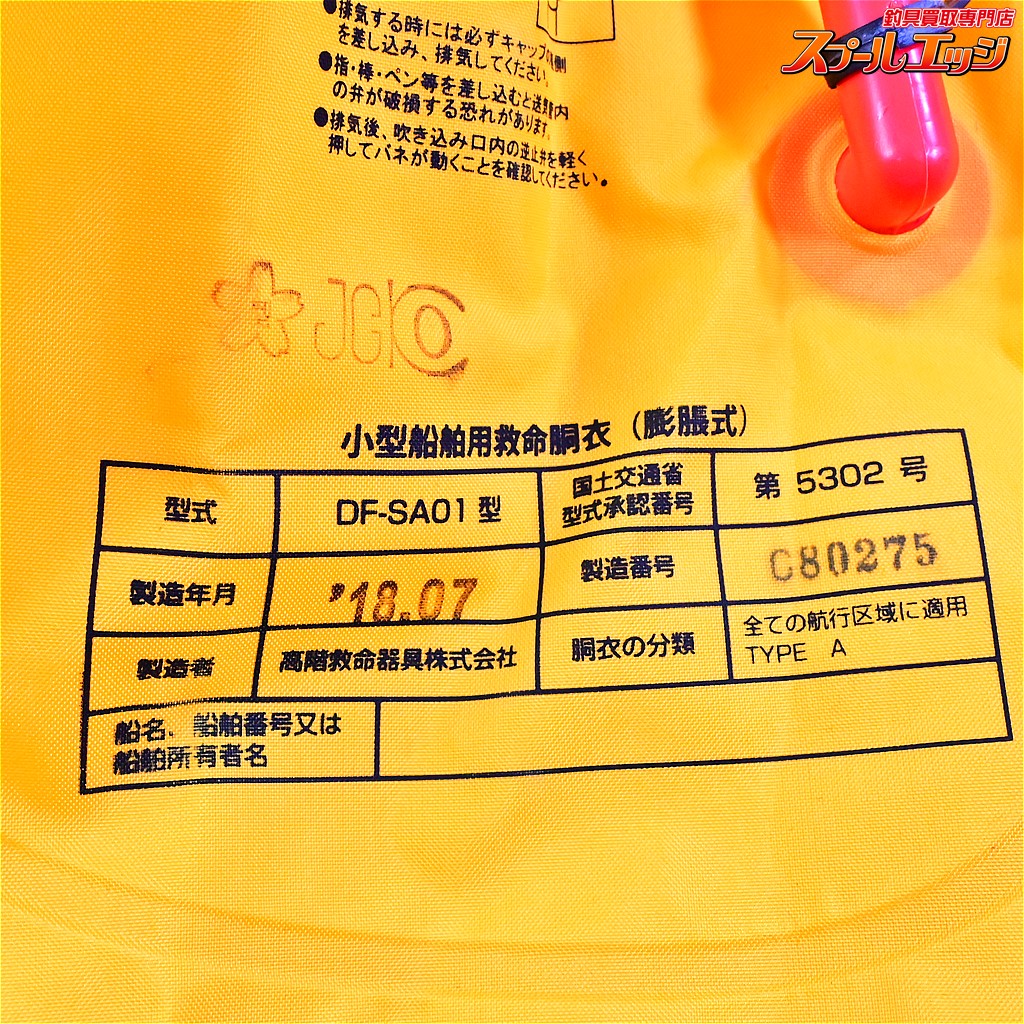 釣具買取専門店
スプールエッジ
●排気する時には必ずキャップの
を差し込み、排気してください。
●指・棒・ペン等を差し込むと送気管内
の弁が破損する恐れがあります。
●排気後、吹き込み口内の逆止弁を軽く
押してバネが動くことを確認してください。
小型船舶用救命胴衣（膨脹式）
型式
DF-SA01型
国土交通省
型式承認番号
第 5302 号
製造年月
'18.07
製造番号
C80275
製造者
高階救命器具株式会社
胴衣の分類
全ての航行区域に適用
TYPE A
船名、船舶番号又は
船舶所有者名